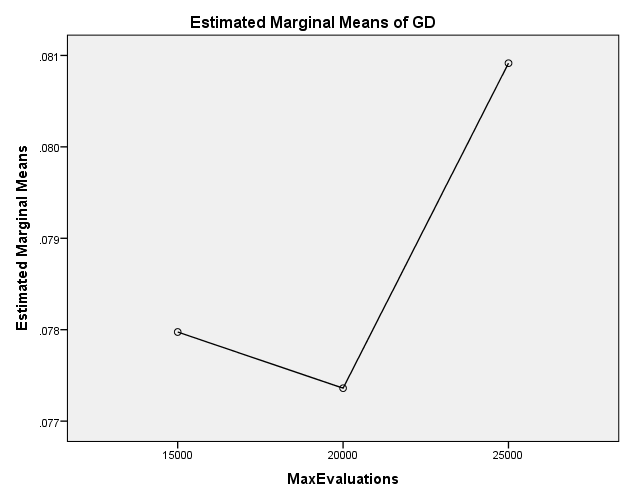 Estimated Marginal Means of GD
Estimated Marginal Means
.081
.080
.079
.078
.077
15000
20000
25000
MaxEvaluations